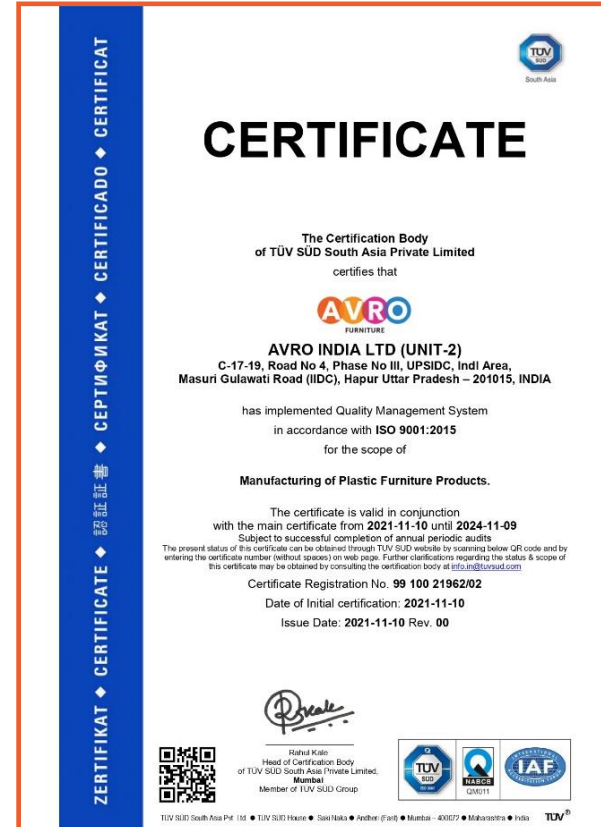 ZERTIFIKAT ◆ CERTIFICATE ◆ 認証証書 ◆ СЕРТИФИКАТ ◆ CERTIFICADO ◆ CERTIFICAT
TÜV
SÜD
South Asia
CERTIFICATE
The Certification Body
of TÜV SÜD South Asia Private Limited
certifies that
AVRO
FURNITURE
AVRO INDIA LTD (UNIT-2)
C-17-19, Road No 4, Phase No III, UPSIDC, Indl Area,
Masuri Gulawati Road (IIDC), Hapur Uttar Pradesh – 201015, INDIA
has implemented Quality Management System
in accordance with ISO 9001:2015
for the scope of
Manufacturing of Plastic Furniture Products.
The certificate is valid in conjunction
with the main certificate from 2021-11-10 until 2024-11-09
Subject to successful completion of annual periodic audits
The present status of this certificate can be obtained through TUV SUD website by scanning below QR code and by
entering the certificate number (without spaces) on web page. Further clarifications regarding the status & scope of
this certificate may be obtained by consulting the certification body at info.in@tuvsud.com
Certificate Registration No. 99 100 21962/02
Date of Initial certification: 2021-11-10
Issue Date: 2021-11-10 Rev. 00
Rahul Kale
Head of Certification Body
of TÜV SÜD South Asia Private Limited,
Mumbai
Member of TÜV SÜD Group
TÜV
SÜD
ISO 9001
NABCB
QM011
IAF
TÜV SÜD South Asia Pvt. Ltd. ● TÜV SÜD House ● Saki Naka ● Andheri (East) ● Mumbai – 400072 ● Maharashtra ● India TÜV®